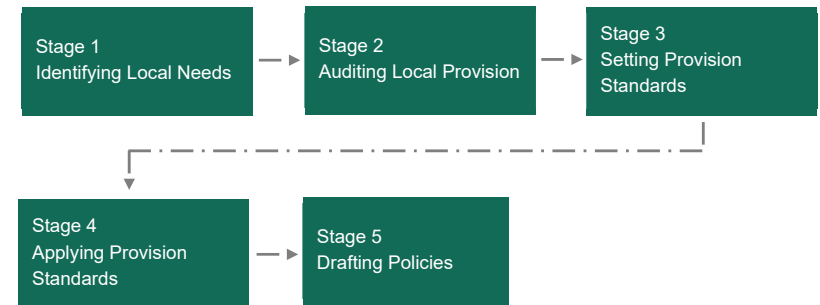 Stage 1
Identifying Local Needs
Stage 2
Auditing Local Provision
Stage 3
Setting Provision
Standards
Stage 4
Applying Provision
Standards
Stage 5
Drafting Policies